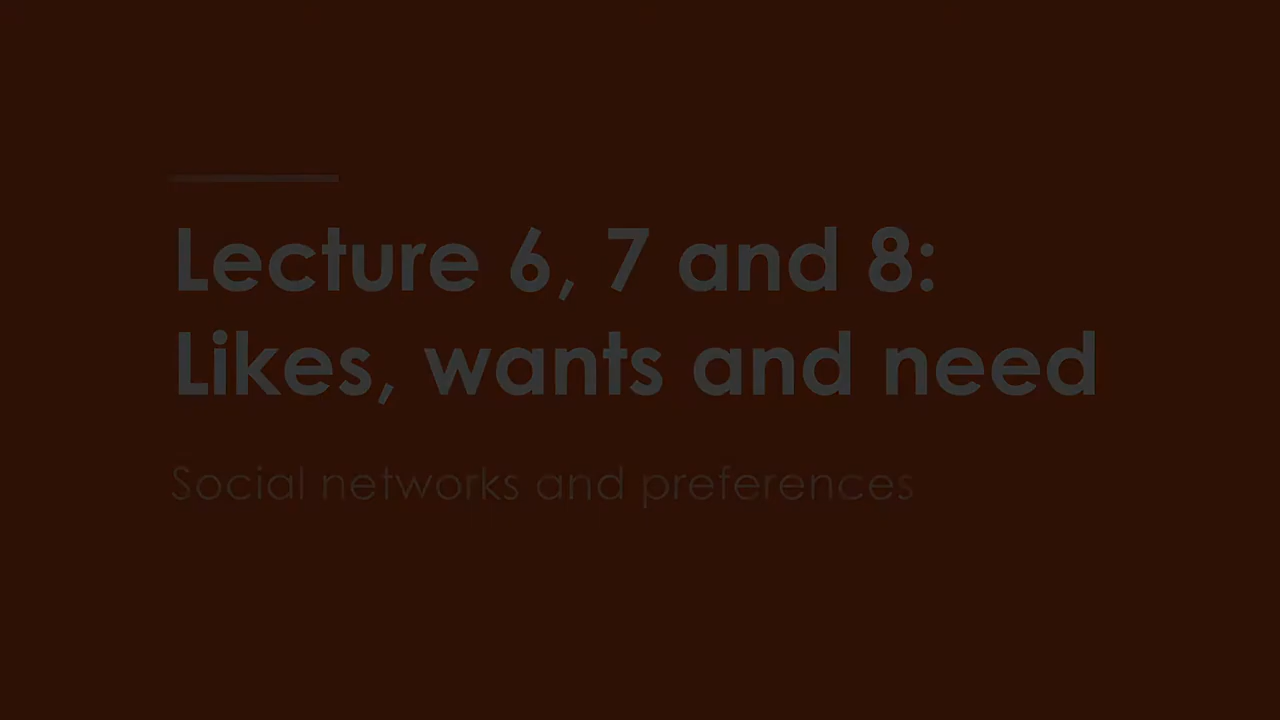 Lecture 6, 7 and 8:
Likes, wants and need
Social networks and preferences